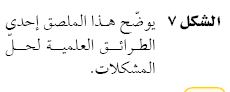 الشكل ٧ يوضّح هذا الملصق إحدى
الطرائق العلمية لحلّ
المشكلات.